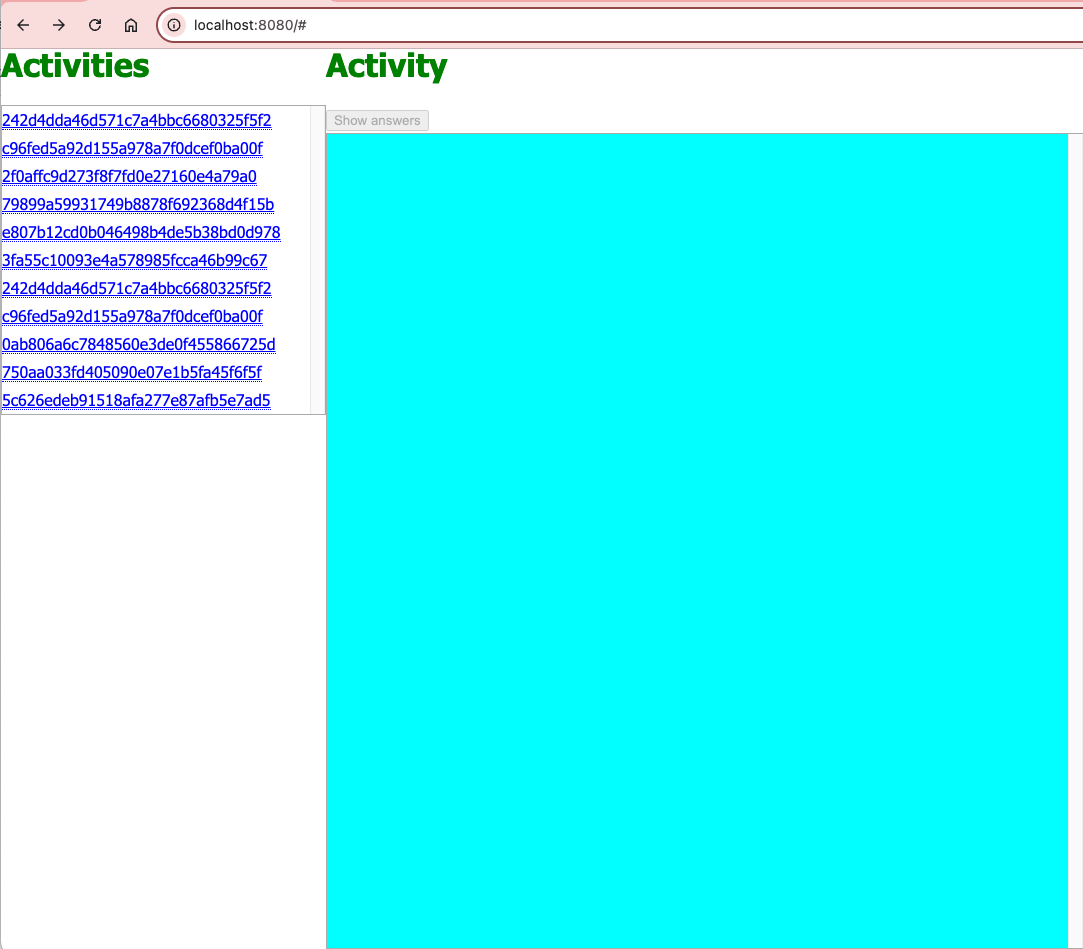 localhost:8080/#
Activities
Activity
Show answers
242d4dda46d571c7a4bbc6680325f5f2
c96fed5a92d155a978a7f0dcef0ba00f
2f0affc9d273f8f7fd0e27160e4a79a0
79899a59931749b8878f692368d4f15b
e807b12cd0b046498b4de5b38bd0d978
3fa55c10093e4a578985fcca46b99c67
242d4dda46d571c7a4bbc6680325f5f2
c96fed5a92d155a978a7f0dcef0ba00f
0ab806a6c7848560e3de0f455866725d
750aa033fd405090e07e1b5fa45f6f5f
5c626edeb91518afa277e87afb5e7ad5